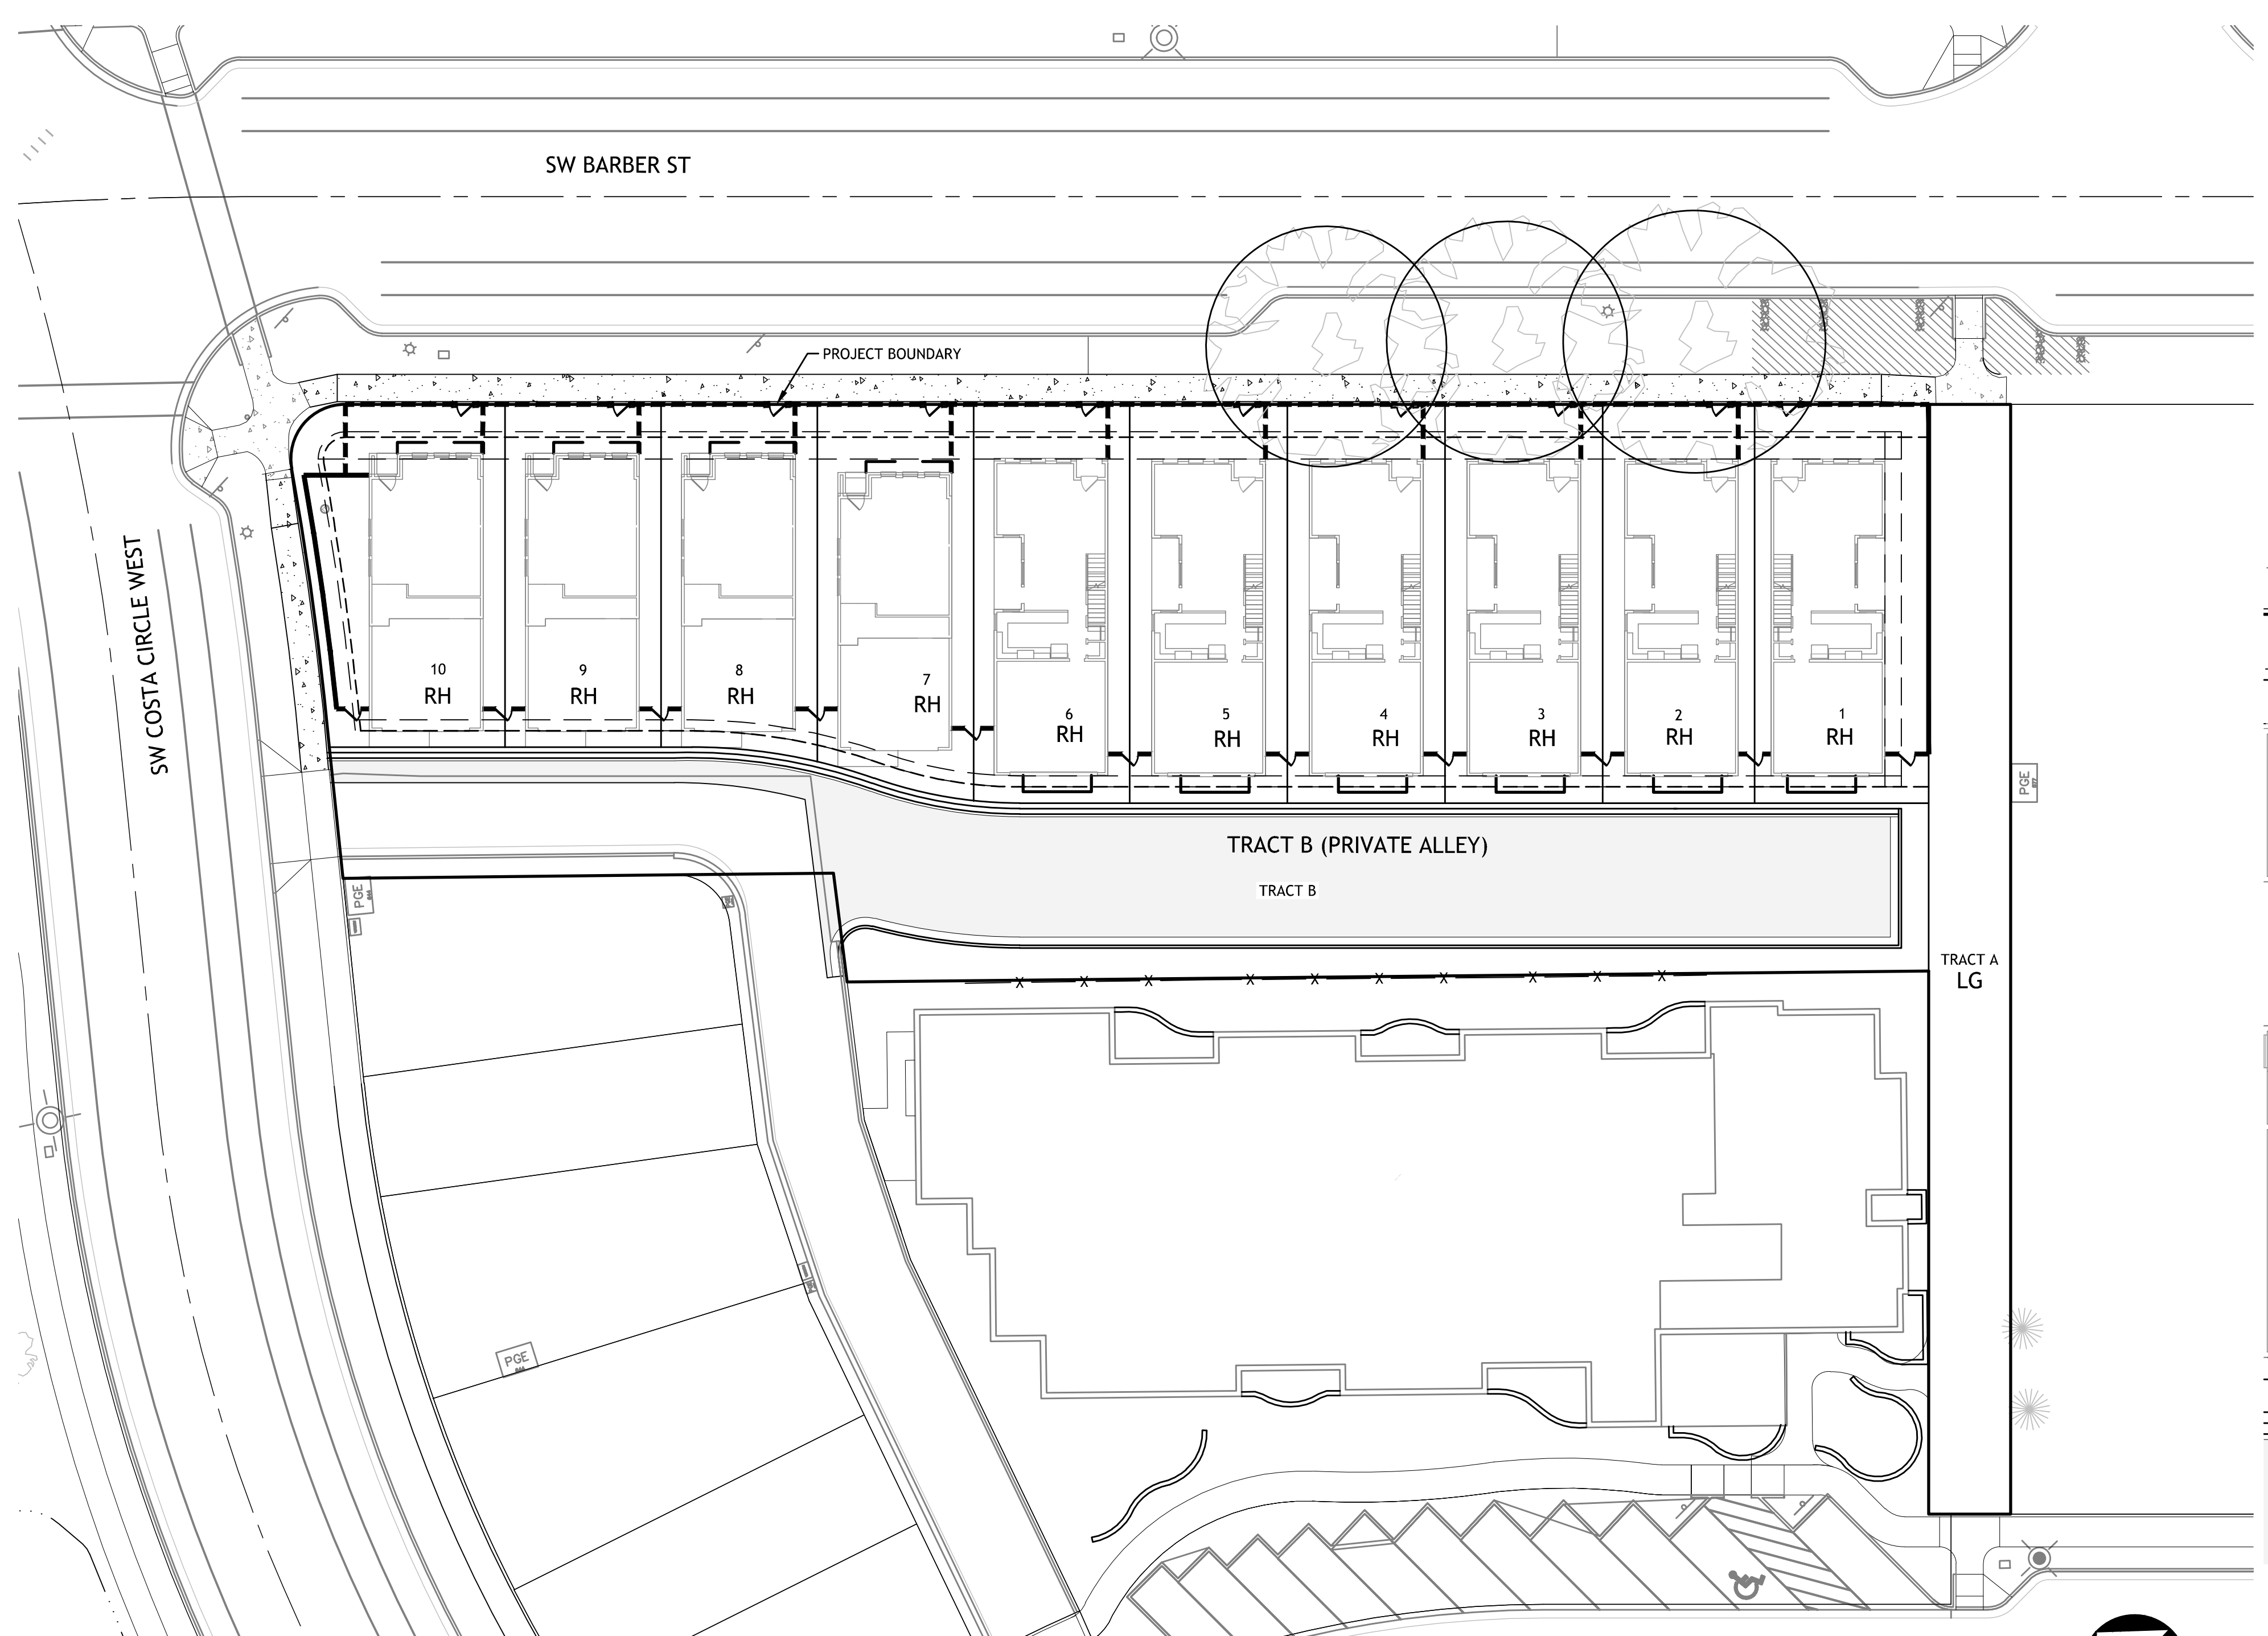 SW BARBER ST
PROJECT BOUNDARY
SW COSTA CIRCLE WEST
10
RH
9
RH
8
RH
7
RH
6
RH
5
RH
4
RH
3
RH
2
RH
1
RH
PGE
TRACT B (PRIVATE ALLEY)
TRACT B
PGE
TRACT A
LG
X X X X X X X X X X
PGE